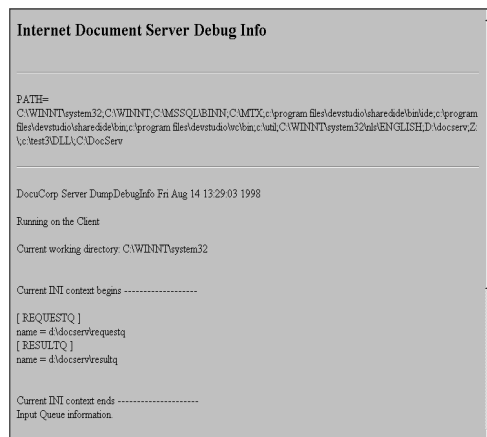 Internet Document Server Debug Info
PATH=
C:\WINNT\system32;C:\WINNT;C:\MSSQL\BINN;C:\MTX;c:\program files\devstudio\sharedide\bin\ide;c:\program
files\devstudio\sharedide\bin;c:\program files\devstudio\vc\bin;c:\util;C:\WINNT\system32\nls\ENGLISH;D:\docserv;Z:
\;c:\test3\DLL\;C:\DocServ
DocuCorp Server DumpDebugInfo Fri Aug 14 13:29:03 1998
Running on the Client
Current working directory: C:\WINNT\system32
Current INI context begins -------------------
[ REQUESTQ ]
name = d:\docserv\requestq
[ RESULTQ ]
name = d:\docserv\resultq
Current INI context ends ---------------------
Input Queue information.